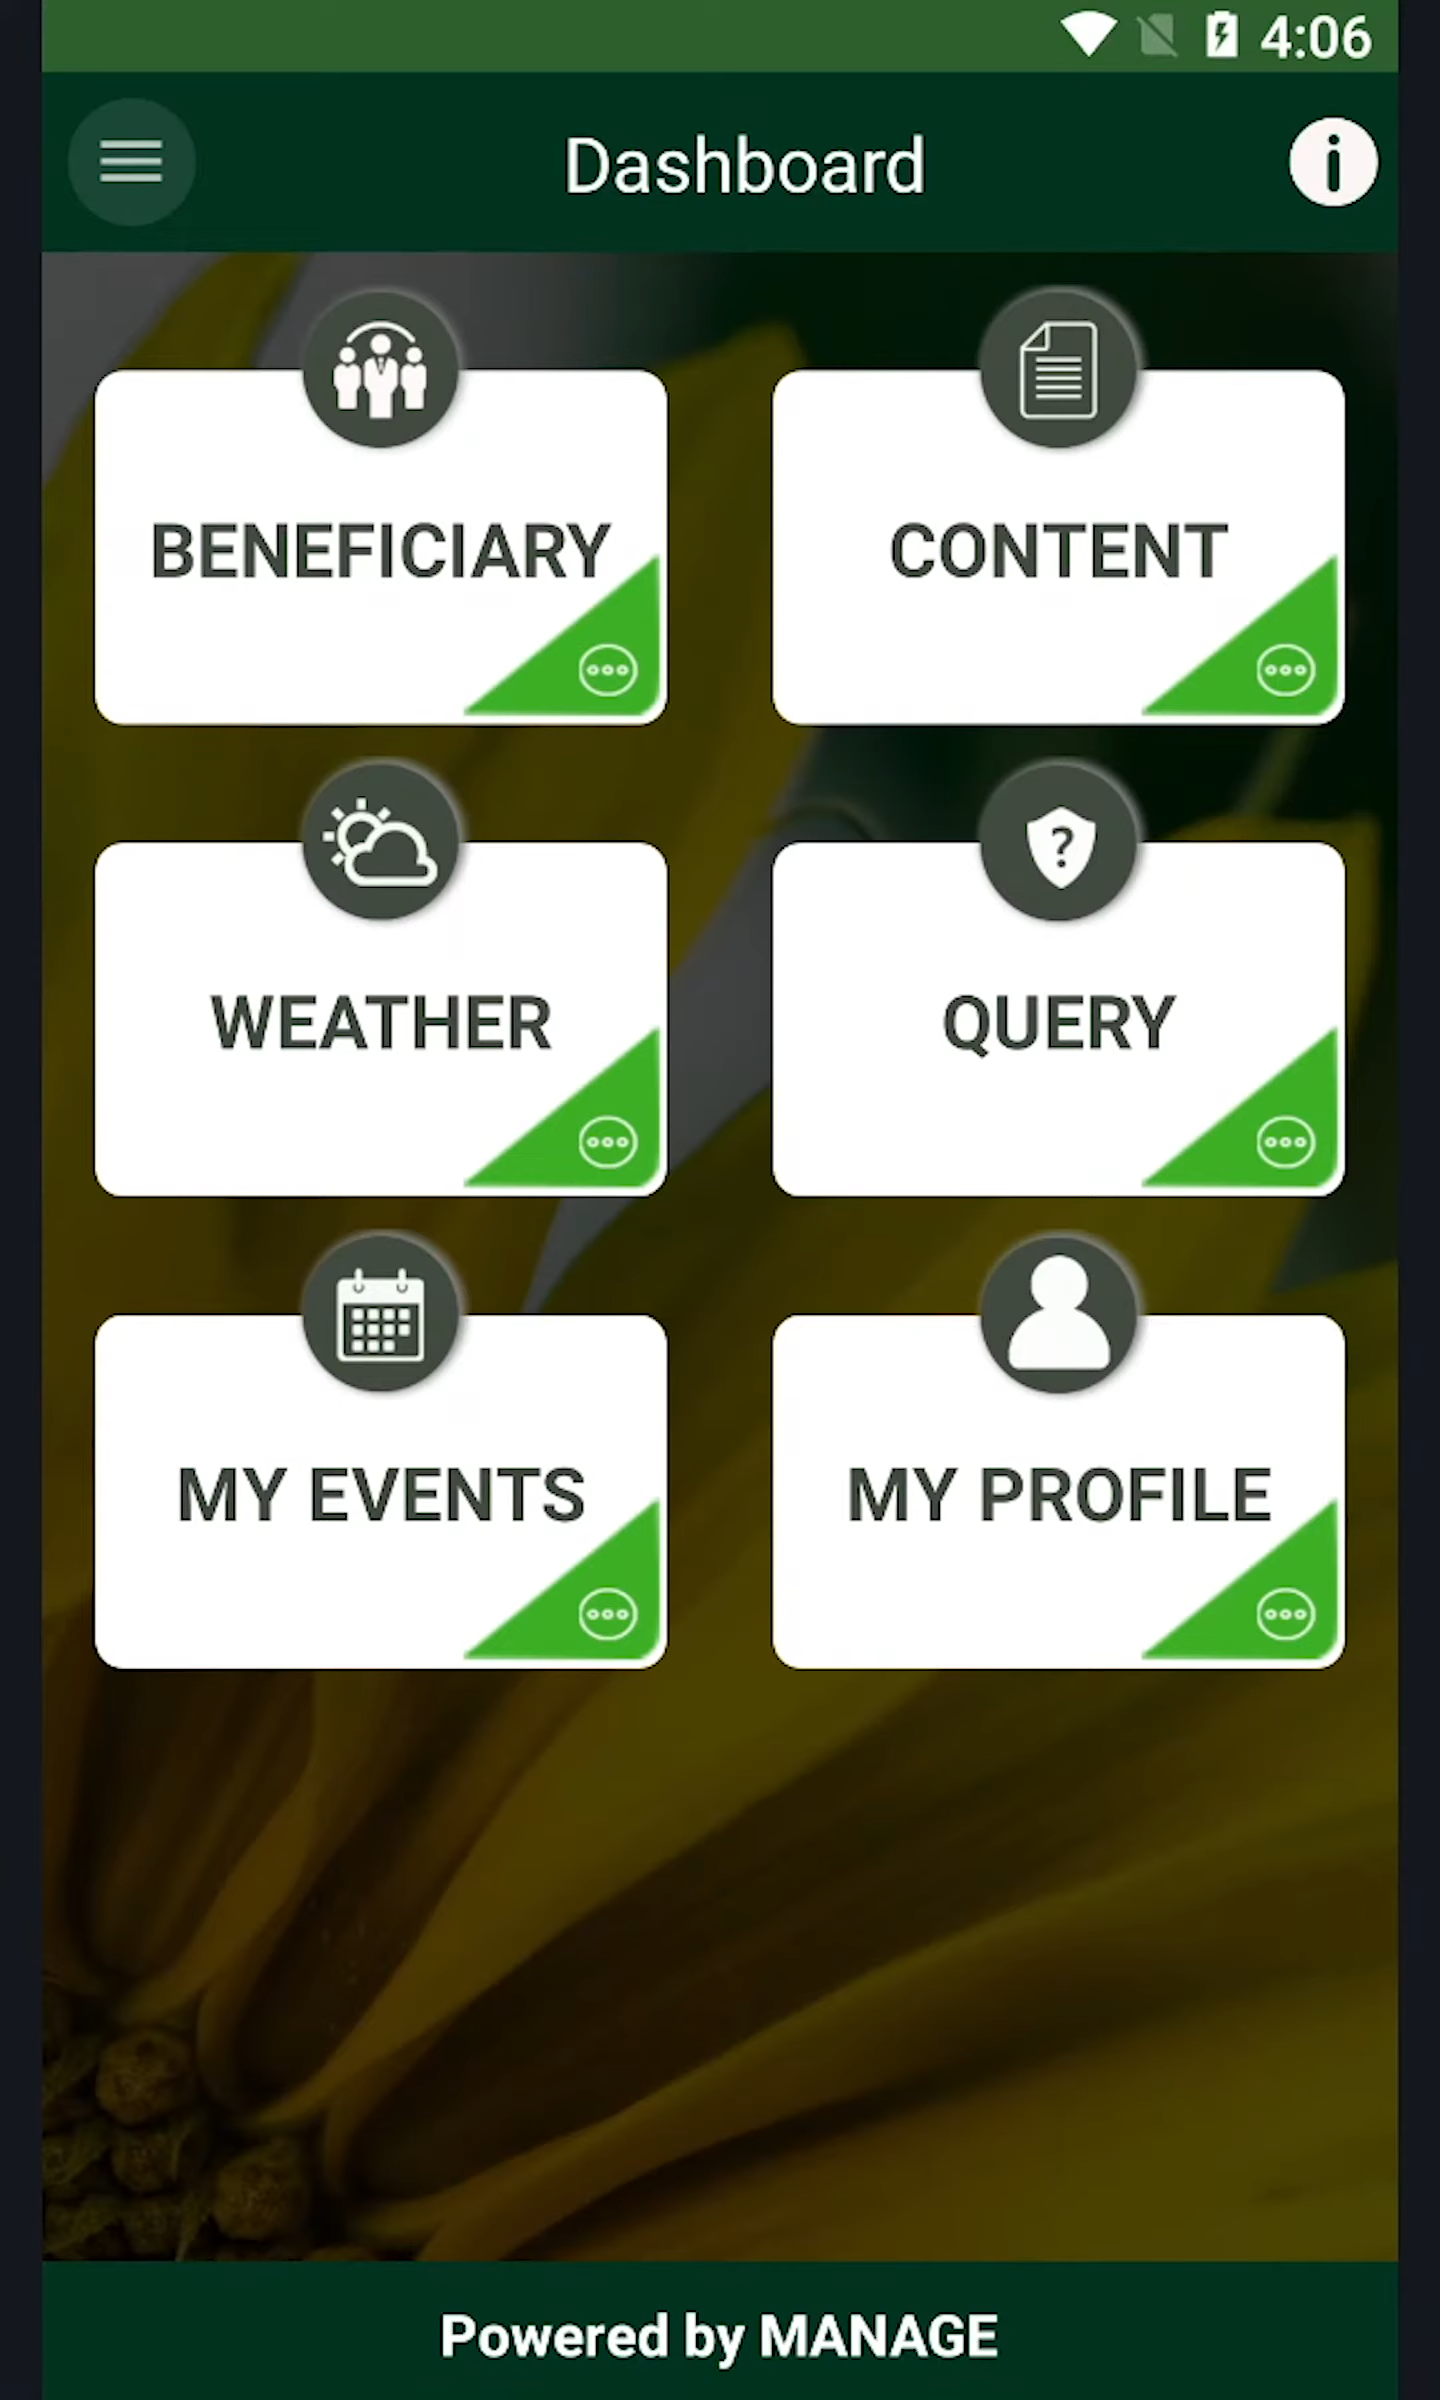 4:06
Dashboard
BENEFICIARY
CONTENT
WEATHER
QUERY
MY EVENTS
MY PROFILE
Powered by MANAGE